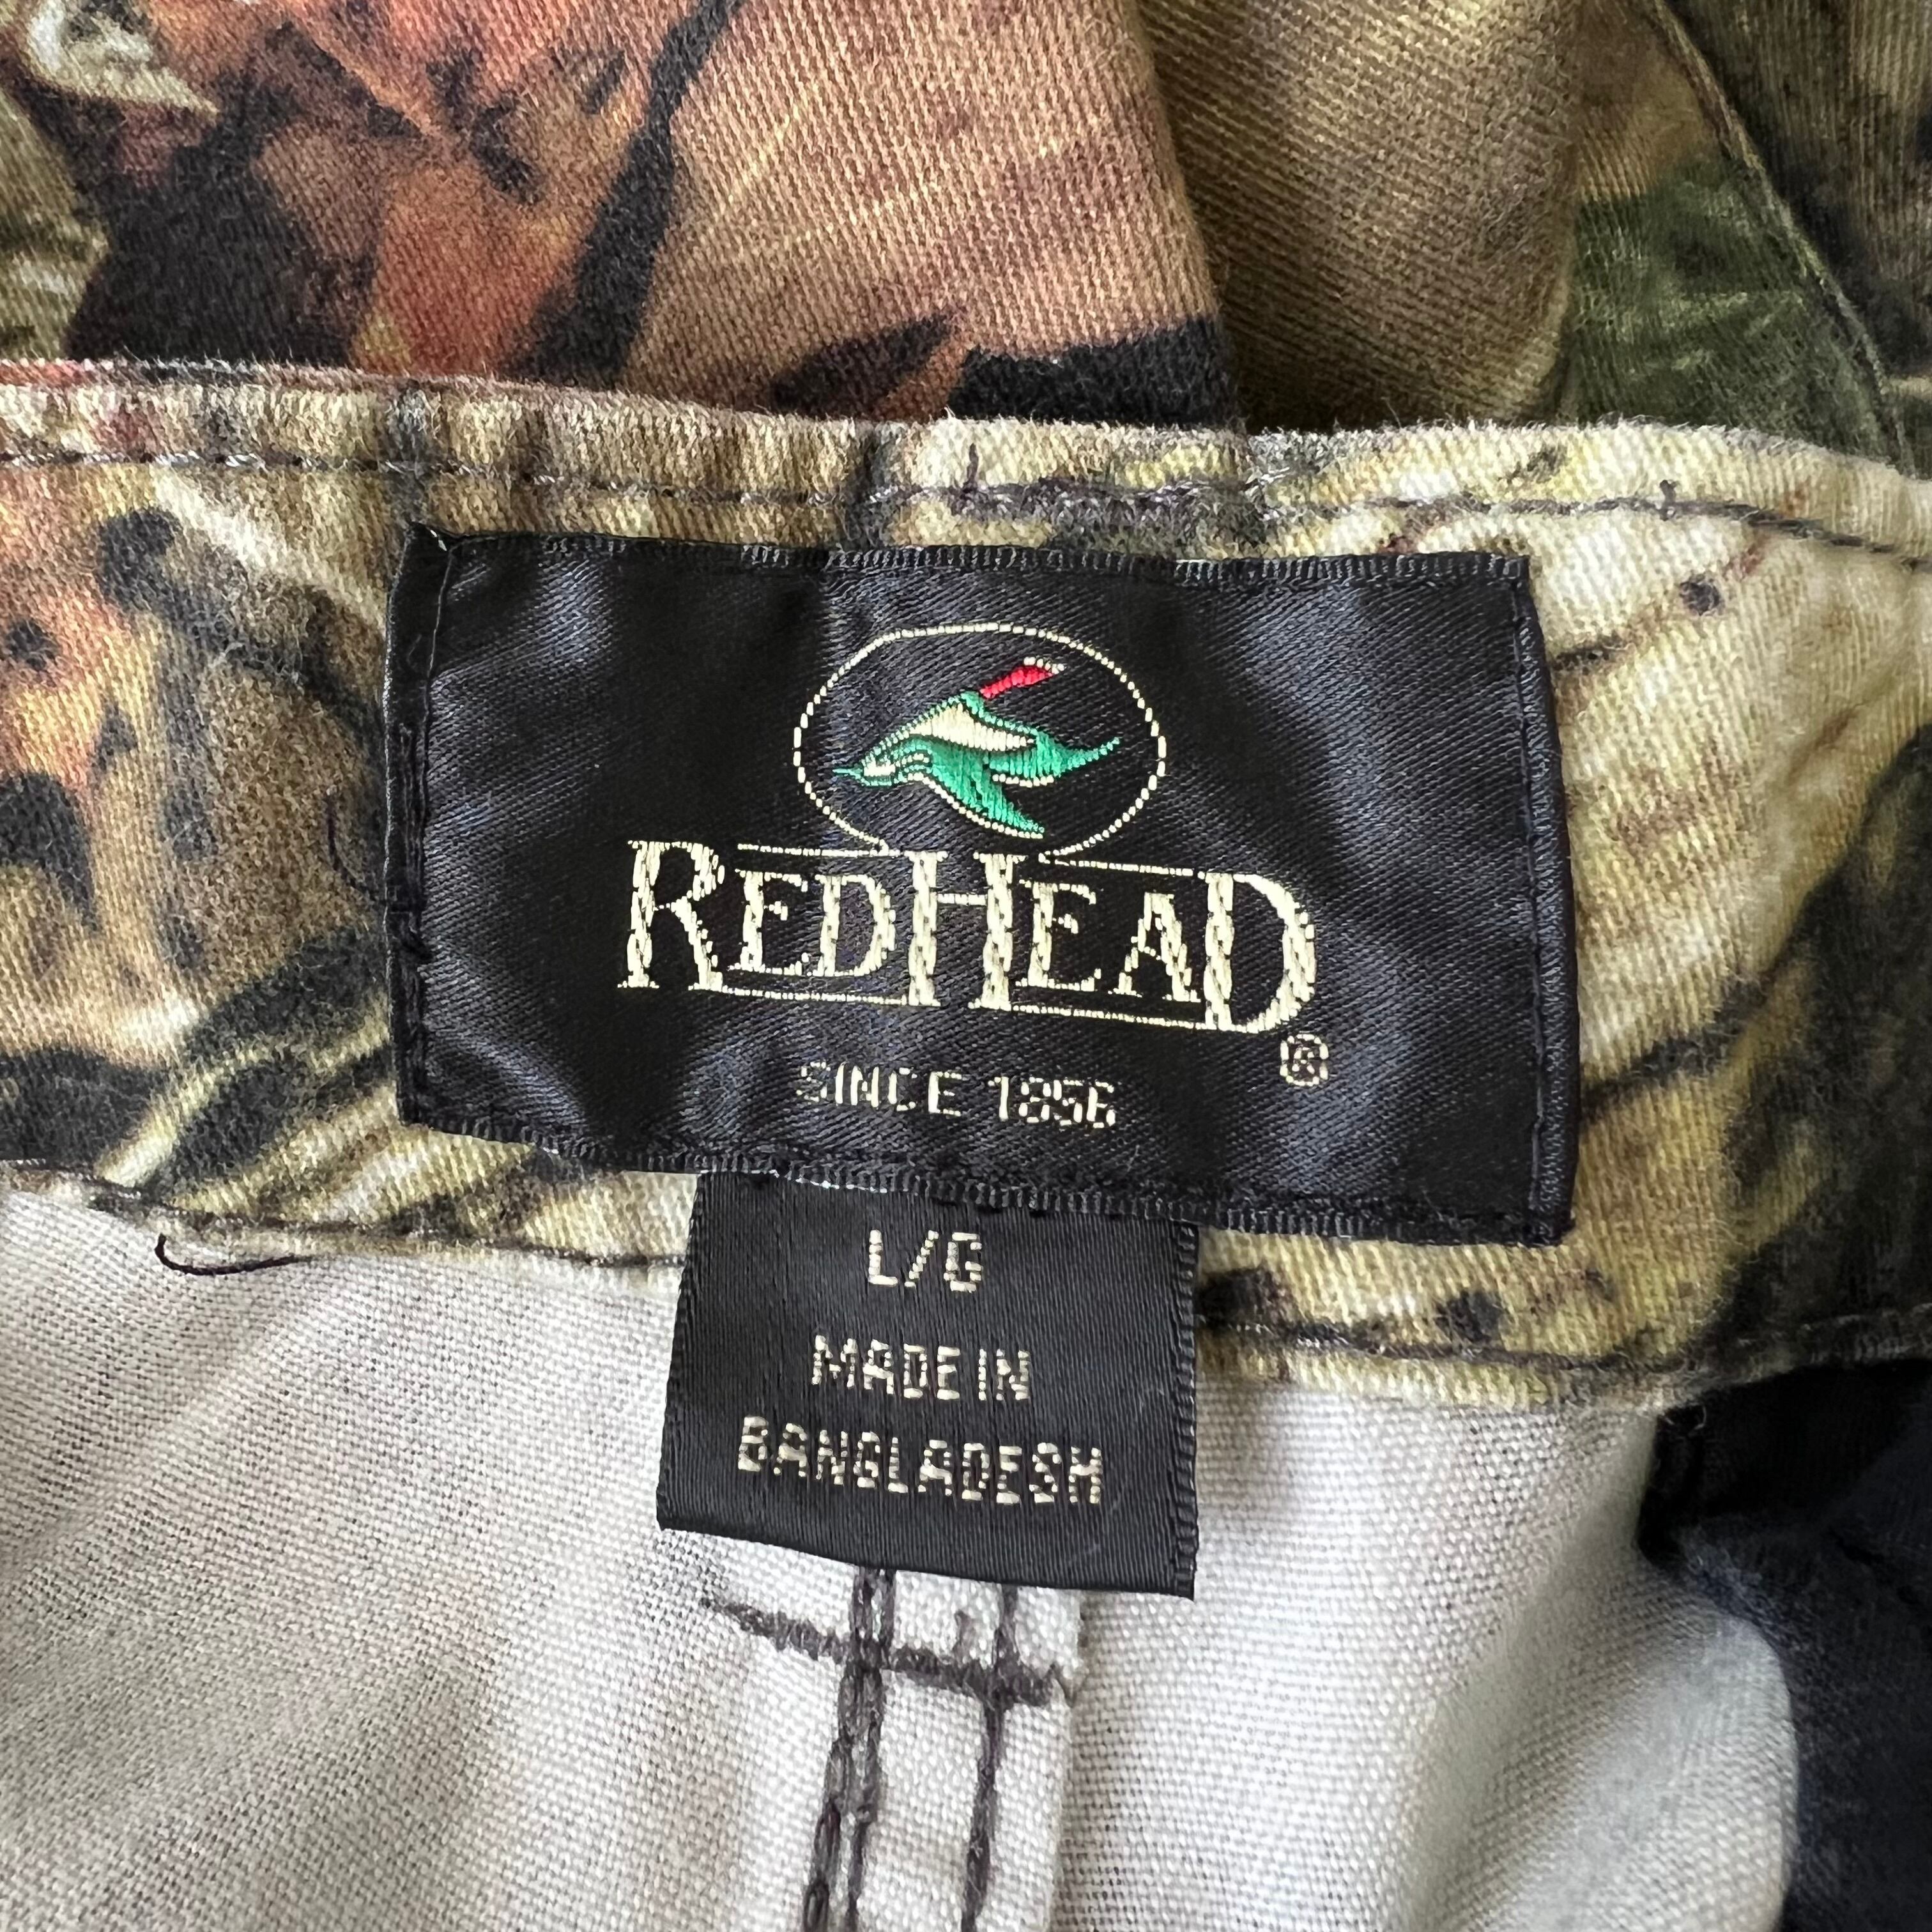 REDHEAD®
SINCE 1856
L/G
MADE IN
BANGLADESH